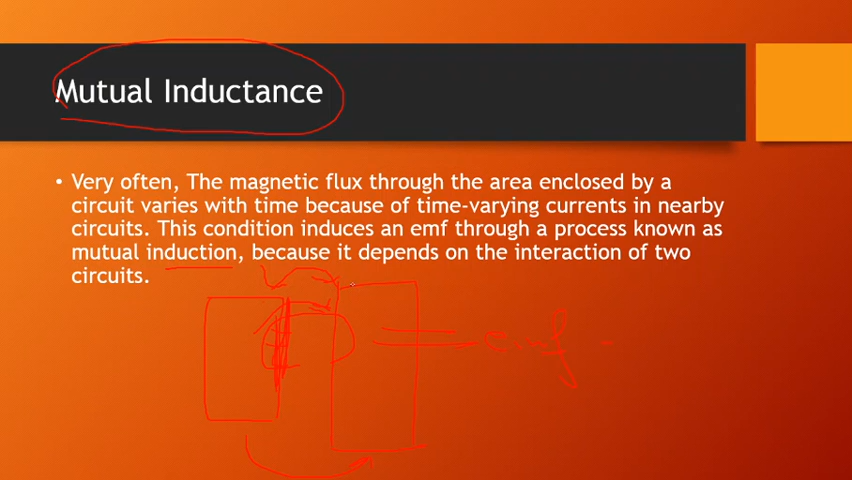 Mutual Inductance
• Very often, The magnetic flux through the area enclosed by a
circuit varies with time because of time-varying currents in nearby
circuits. This condition induces an emf through a process known as
mutual induction, because it depends on the interaction of two
circuits.
emf